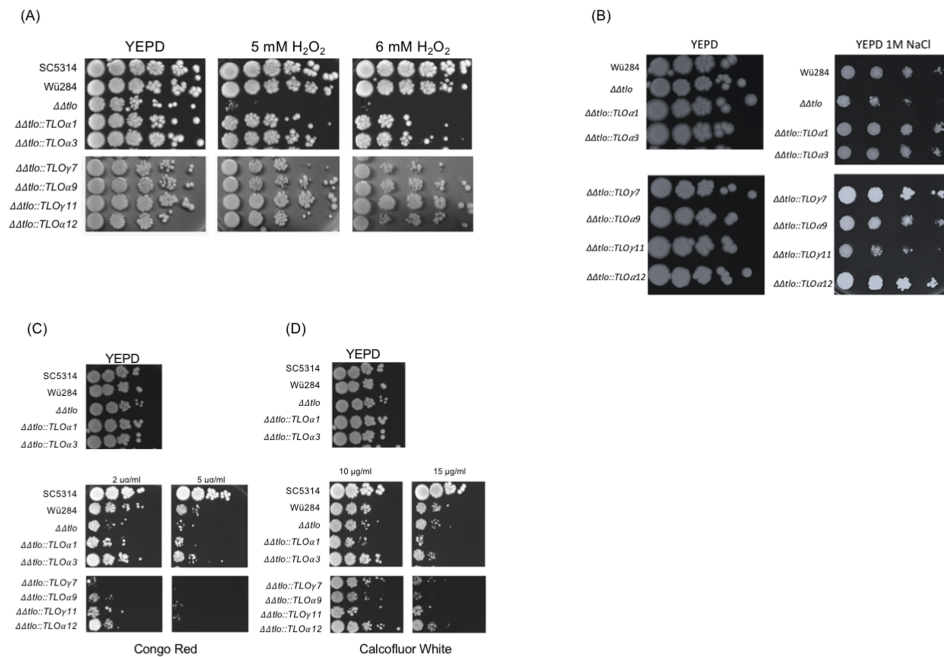 (A)
YEPD 5 mM H₂O₂ 6 mM H₂O₂
SC5314
Wü284
ΔΔtlo
ΔΔtlo::TLOα1
ΔΔtlo::TLOα3
ΔΔtlo::TLOγ7
ΔΔtlo::TLOα9
ΔΔtlo::TLOγ11
ΔΔtlo::TLOα12
(B)
YEPD
Wü284
ΔΔtlo
ΔΔtlo::TLOα1
ΔΔtlo::TLOα3
ΔΔtlo::TLOγ7
ΔΔtlo::TLOα9
ΔΔtlo::TLOγ11
ΔΔtlo::TLOα12
YEPD 1M NaCl
Wü284
ΔΔtlo
ΔΔtlo::TLOα1
ΔΔtlo::TLOα3
ΔΔtlo::TLOγ7
ΔΔtlo::TLOα9
ΔΔtlo::TLOγ11
ΔΔtlo::TLOα12
(C)
YEPD
SC5314
Wü284
ΔΔtlo
ΔΔtlo::TLOα1
ΔΔtlo::TLOα3
2 ug/ml 5 ug/ml
SC5314
Wü284
ΔΔtlo
ΔΔtlo::TLOα1
ΔΔtlo::TLOα3
ΔΔtlo::TLOγ7
ΔΔtlo::TLOα9
ΔΔtlo::TLOγ11
ΔΔtlo::TLOα12
Congo Red
(D)
YEPD
SC5314
Wü284
ΔΔtlo
ΔΔtlo::TLOα1
ΔΔtlo::TLOα3
10 µg/ml 15 µg/ml
SC5314
Wü284
ΔΔtlo
ΔΔtlo::TLOα1
ΔΔtlo::TLOα3
ΔΔtlo::TLOγ7
ΔΔtlo::TLOα9
ΔΔtlo::TLOγ11
ΔΔtlo::TLOα12
Calcofluor White